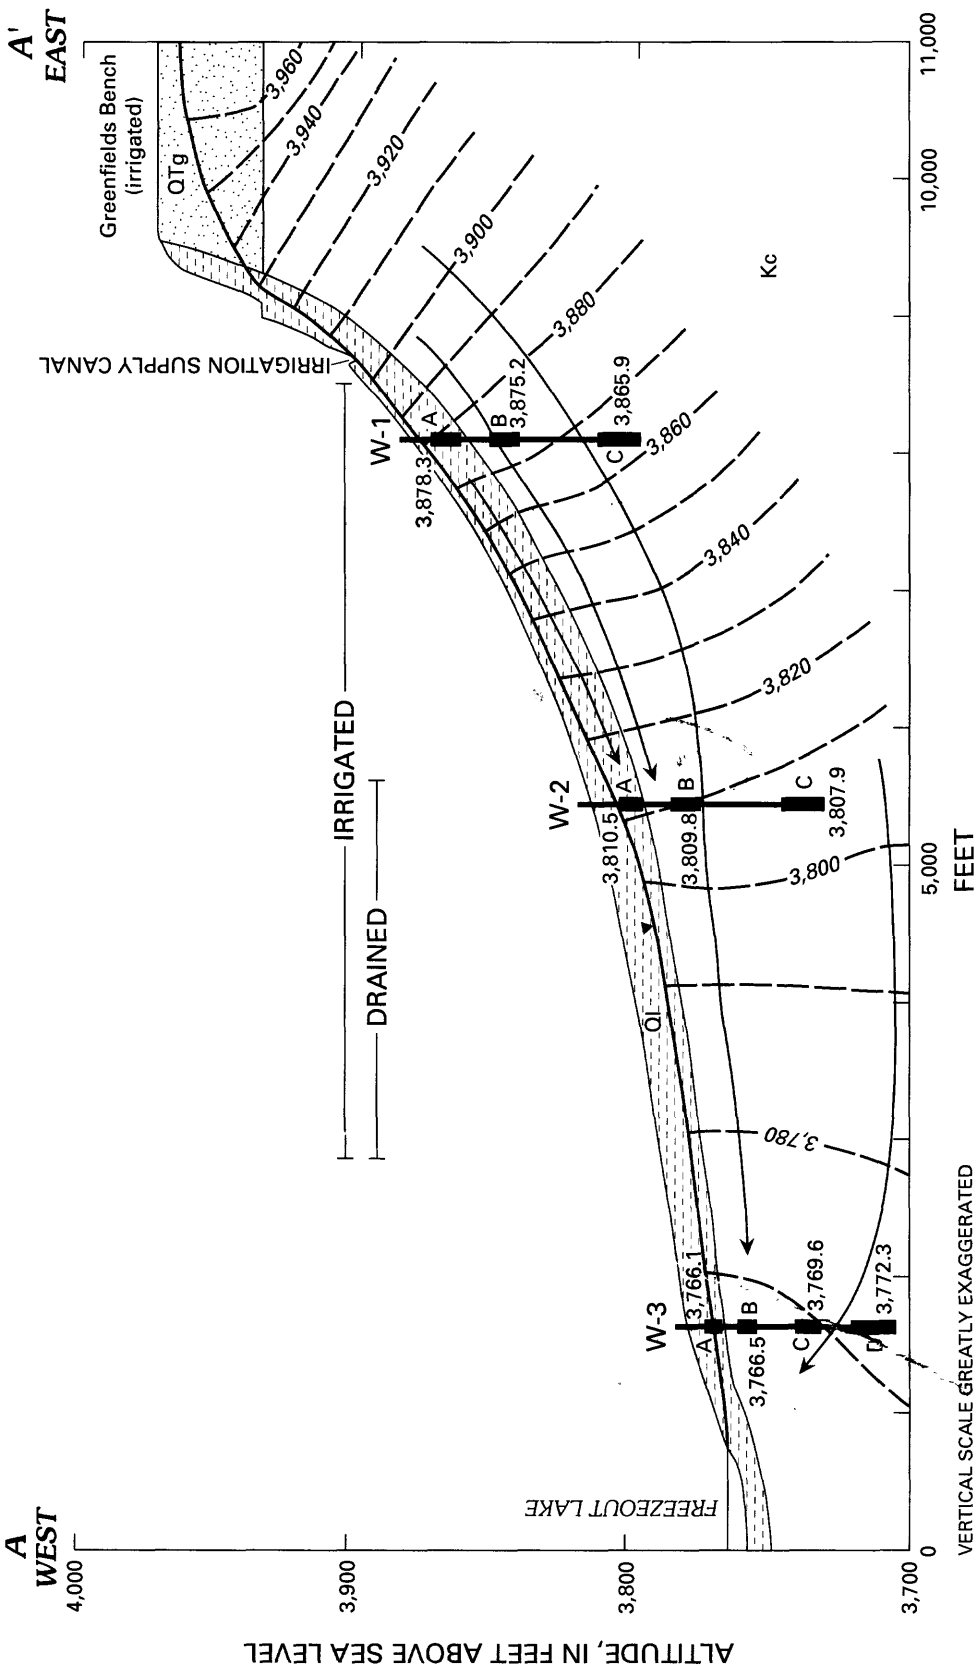 A
WEST
A'
EAST
Greenfields Bench
(irrigated)
QTg
IRRIGATION SUPPLY CANAL
IRRIGATED
DRAINED
W-1
A
3,878.3
B
3,875.2
C
3,865.9
W-2
A
3,810.5
B
3,809.8
C
3,807.9
W-3
A
3,766.1
B
3,766.5
C
3,769.6
D
3,772.3
3,960
3,940
3,920
3,900
3,880
3,860
3,840
3,820
3,800
3,780
Kc
Ql
FREEZEOUT LAKE
4,000
3,900
3,800
3,700
ALTITUDE, IN FEET ABOVE SEA LEVEL
0
5,000
10,000
11,000
FEET
VERTICAL SCALE GREATLY EXAGGERATED